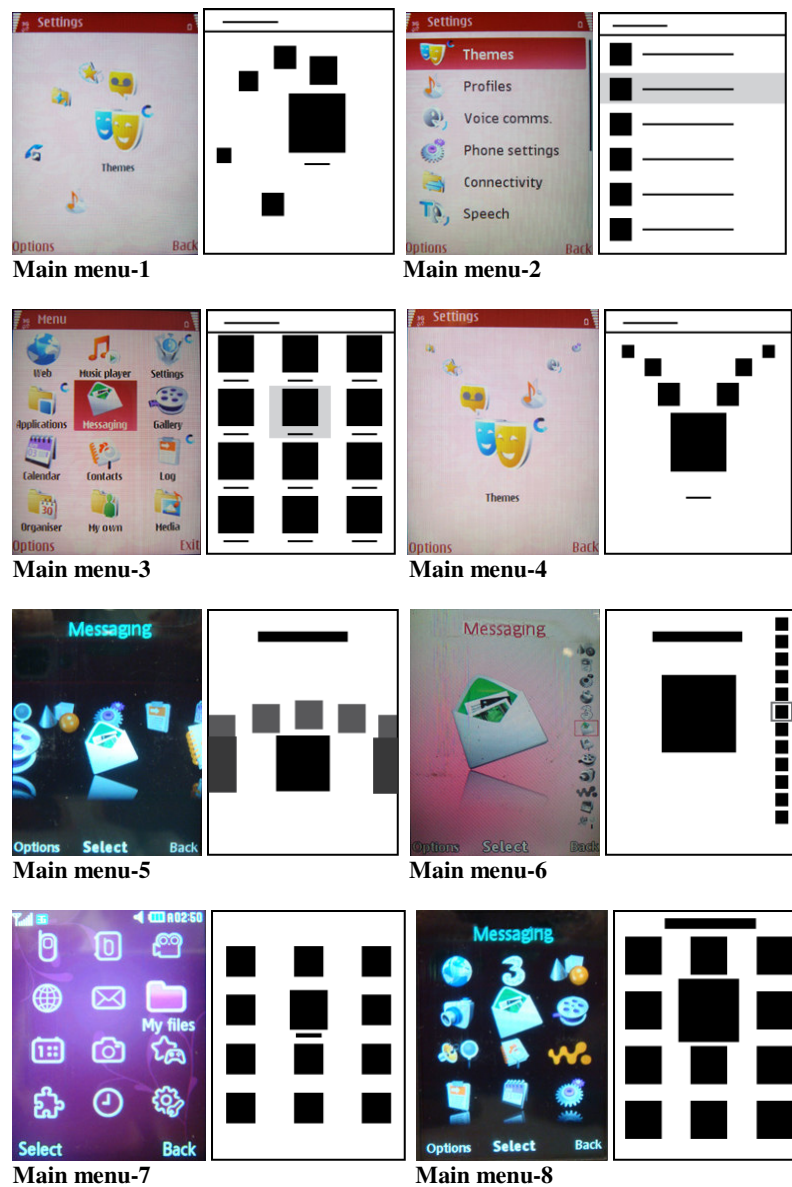 Settings
Themes
Options Back
Main menu-1
Settings
Themes
Profiles
Voice comms.
Phone settings
Connectivity
Speech
Options Back
Main menu-2
Menu
Web Music player Settings
Applications Messaging Gallery
Calendar Contacts Log
Organiser My own Media
Options Exit
Main menu-3
Settings
Themes
Options Back
Main menu-4
Messaging
Options Select Back
Main menu-5
Messaging
Options Select Back
Main menu-6
3G R02:50
My files
Select Back
Main menu-7
Messaging
3
Options Select Back
Main menu-8